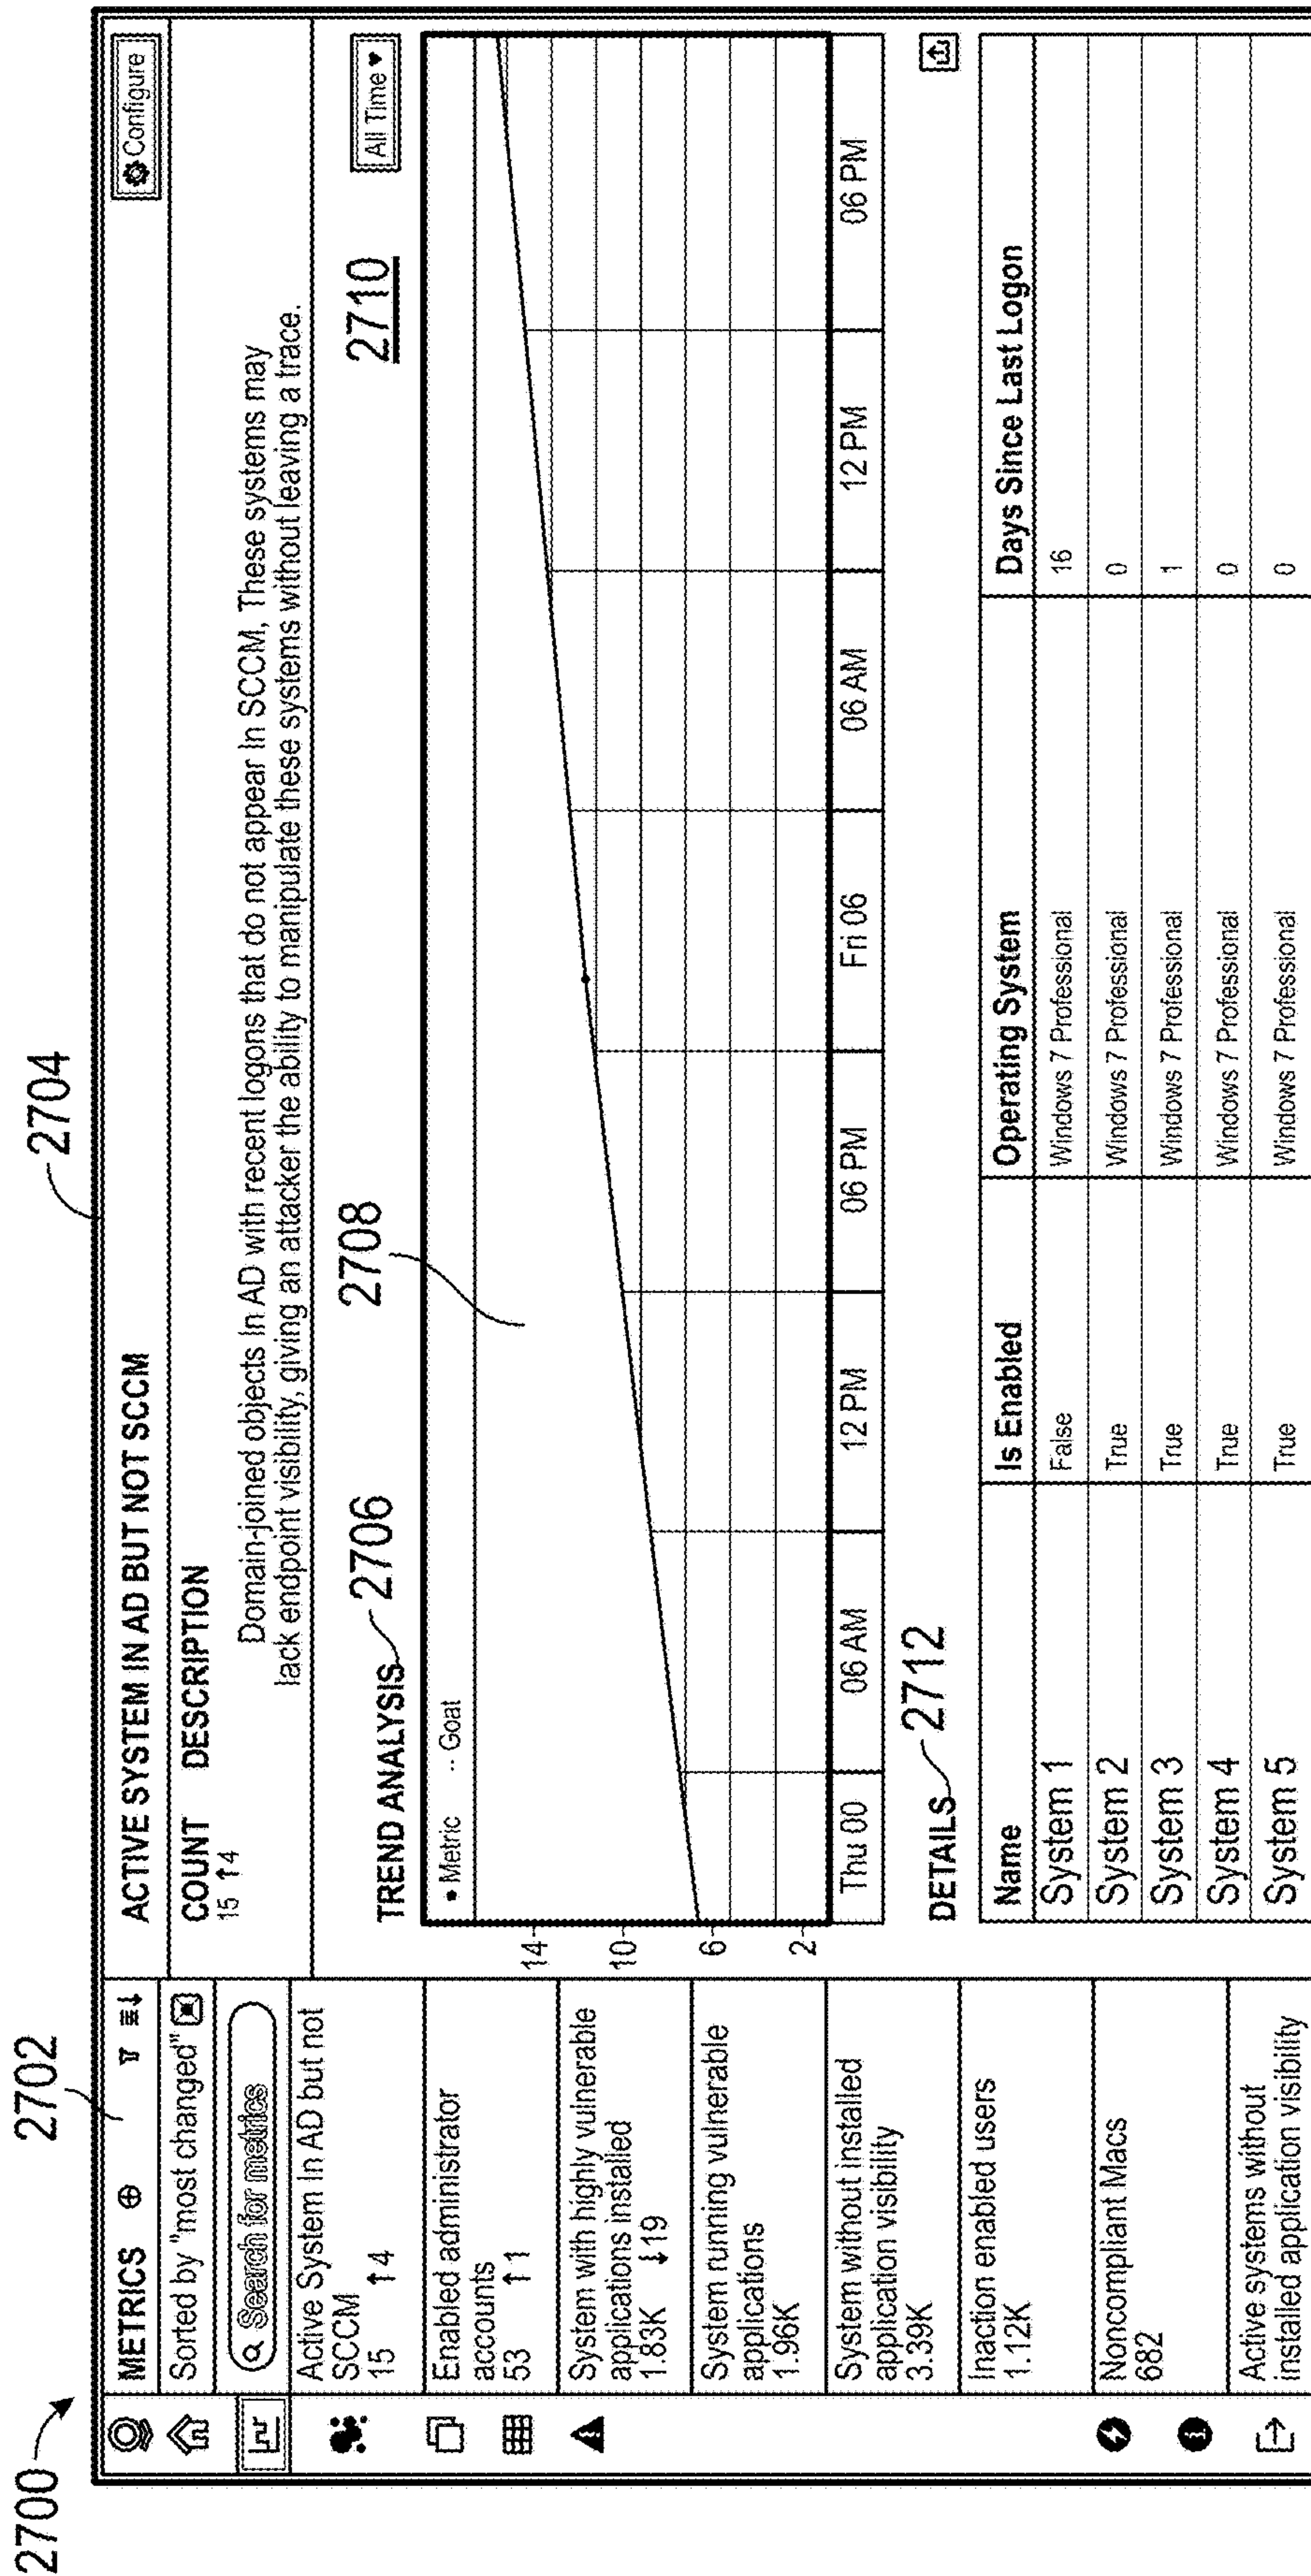 2700
2702
2704
METRICS
Sorted by "most changed"
Search for metrics
Active System In AD but not
SCCM
15 ↑4
Enabled administrator
accounts
53 ↑1
System with highly vulnerable
applications installed
1.83K ↓19
System running vulnerable
applications
1.96K
System without installed
application visibility
3.39K
Inaction enabled users
1.12K
Noncompliant Macs
682
Active systems without
installed application visibility
ACTIVE SYSTEM IN AD BUT NOT SCCM
Configure
COUNT DESCRIPTION
15 ↑4
Domain-joined objects In AD with recent logons that do not appear In SCCM, These systems may
lack endpoint visibility, giving an attacker the ability to manipulate these systems without leaving a trace.
TREND ANALYSIS 2706 2708 2710 All Time
• Metric -- Goat
14
10
6
2
Thu 00 06 AM 12 PM 06 PM Fri 06 06 AM 12 PM 06 PM
DETAILS 2712
Name Is Enabled Operating System Days Since Last Logon
System 1 False Windows 7 Professional 16
System 2 True Windows 7 Professional 0
System 3 True Windows 7 Professional 1
System 4 True Windows 7 Professional 0
System 5 True Windows 7 Professional 0